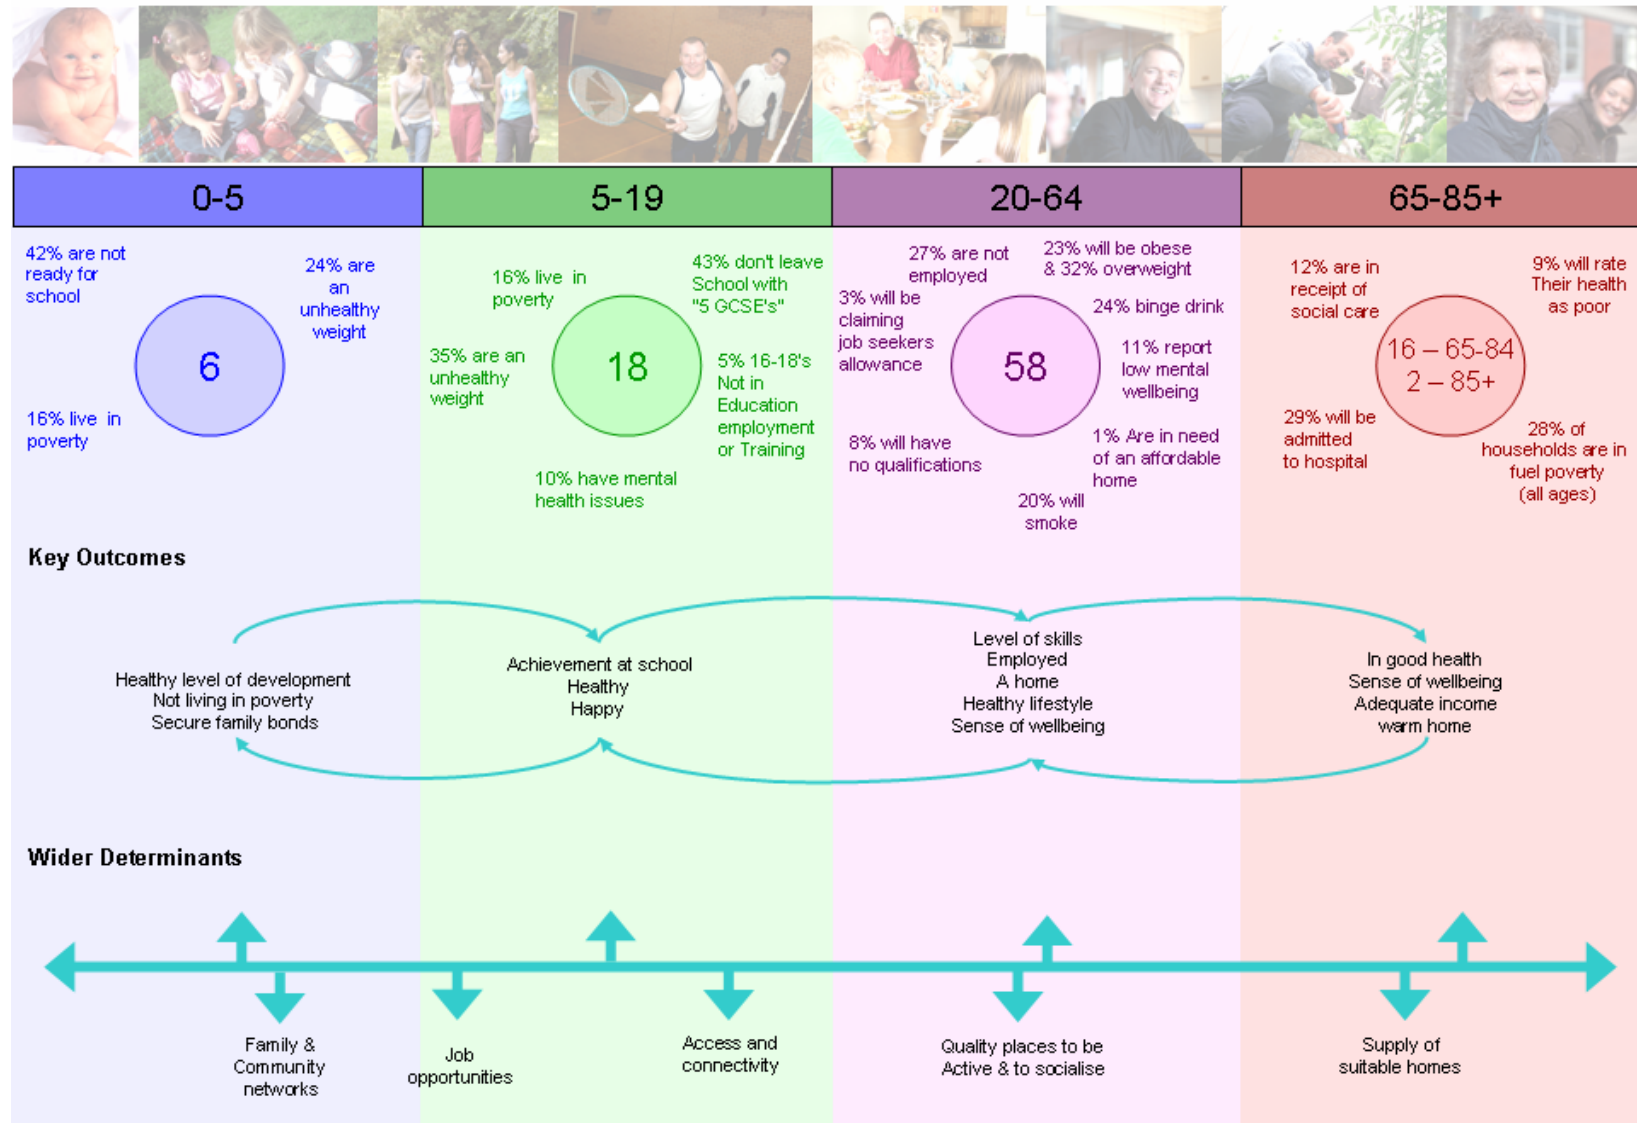 0-5
5-19
20-64
65-85+
42% are not
ready for
school
24% are
an
unhealthy
weight
6
16% live in
poverty
16% live in
poverty
43% don't leave
School with
"5 GCSE's"
35% are an
unhealthy
weight
18
5% 16-18's
Not in
Education
employment
or Training
10% have mental
health issues
27% are not
employed
23% will be obese
& 32% overweight
3% will be
claiming
job seekers
allowance
24% binge drink
58
11% report
low mental
wellbeing
8% will have
no qualifications
1% Are in need
of an affordable
home
20% will
smoke
12% are in
receipt of
social care
9% will rate
Their health
as poor
16 – 65-84
2 – 85+
29% will be
admitted
to hospital
28% of
households are in
fuel poverty
(all ages)
Key Outcomes
Healthy level of development
Not living in poverty
Secure family bonds
Achievement at school
Healthy
Happy
Level of skills
Employed
A home
Healthy lifestyle
Sense of wellbeing
In good health
Sense of wellbeing
Adequate income
warm home
Wider Determinants
Family &
Community
networks
Job
opportunities
Access and
connectivity
Quality places to be
Active & to socialise
Supply of
suitable homes